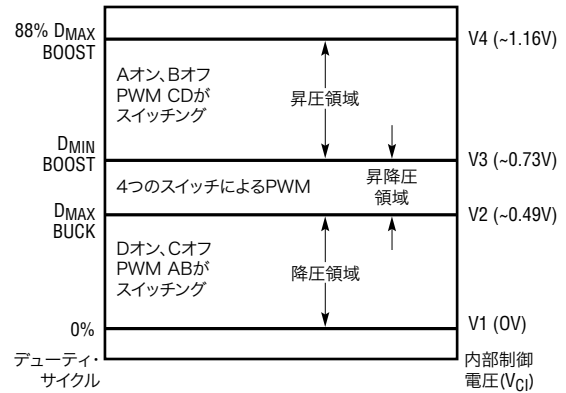 88% DMAX
BOOST
V4 (~1.16V)
Aオン、Bオフ
PWM CDが
スイッチング
昇圧領域
DMIN
BOOST
V3 (~0.73V)
4つのスイッチによるPWM
昇降圧
領域
DMAX
BUCK
V2 (~0.49V)
Dオン、Cオフ
PWM ABが
スイッチング
降圧領域
0%
V1 (0V)
デューティ・
サイクル
内部制御
電圧(VCI)